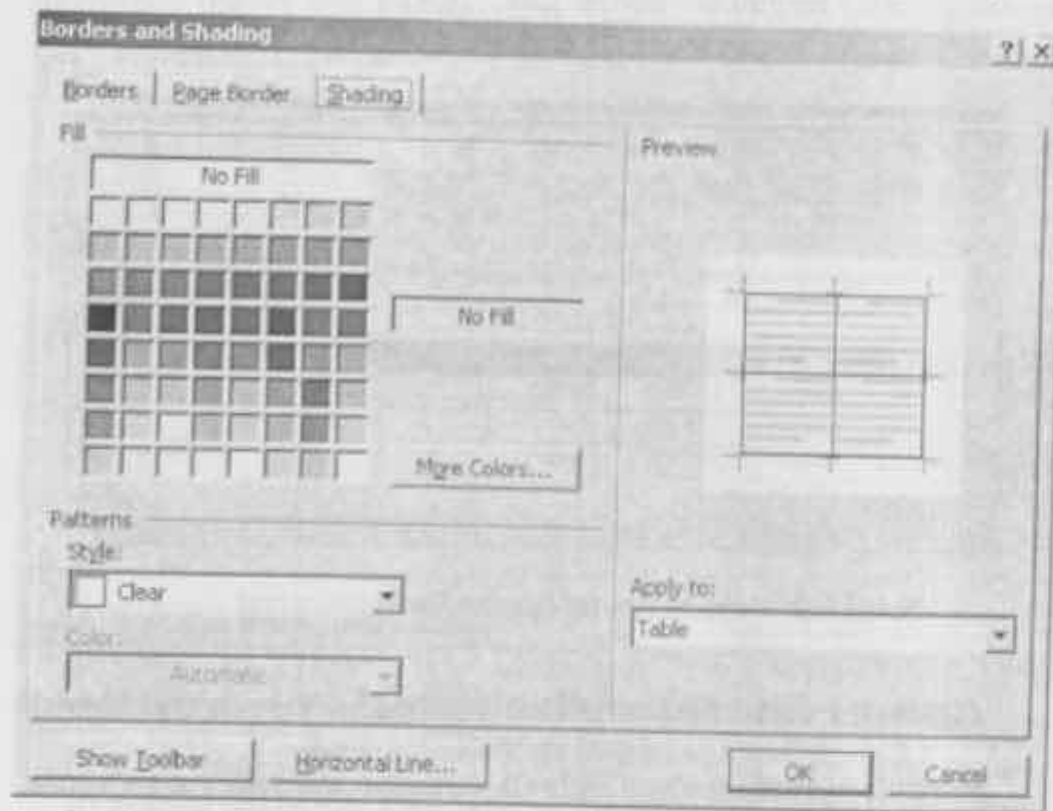 Borders and Shading
? ×
Borders Page Border Shading
Fill
No Fill
No Fill
More Colors...
Patterns
Style:
Clear
Color:
Automatic
Preview
Apply to:
Table
Show Toolbar
Horizontal Line...
OK
Cancel